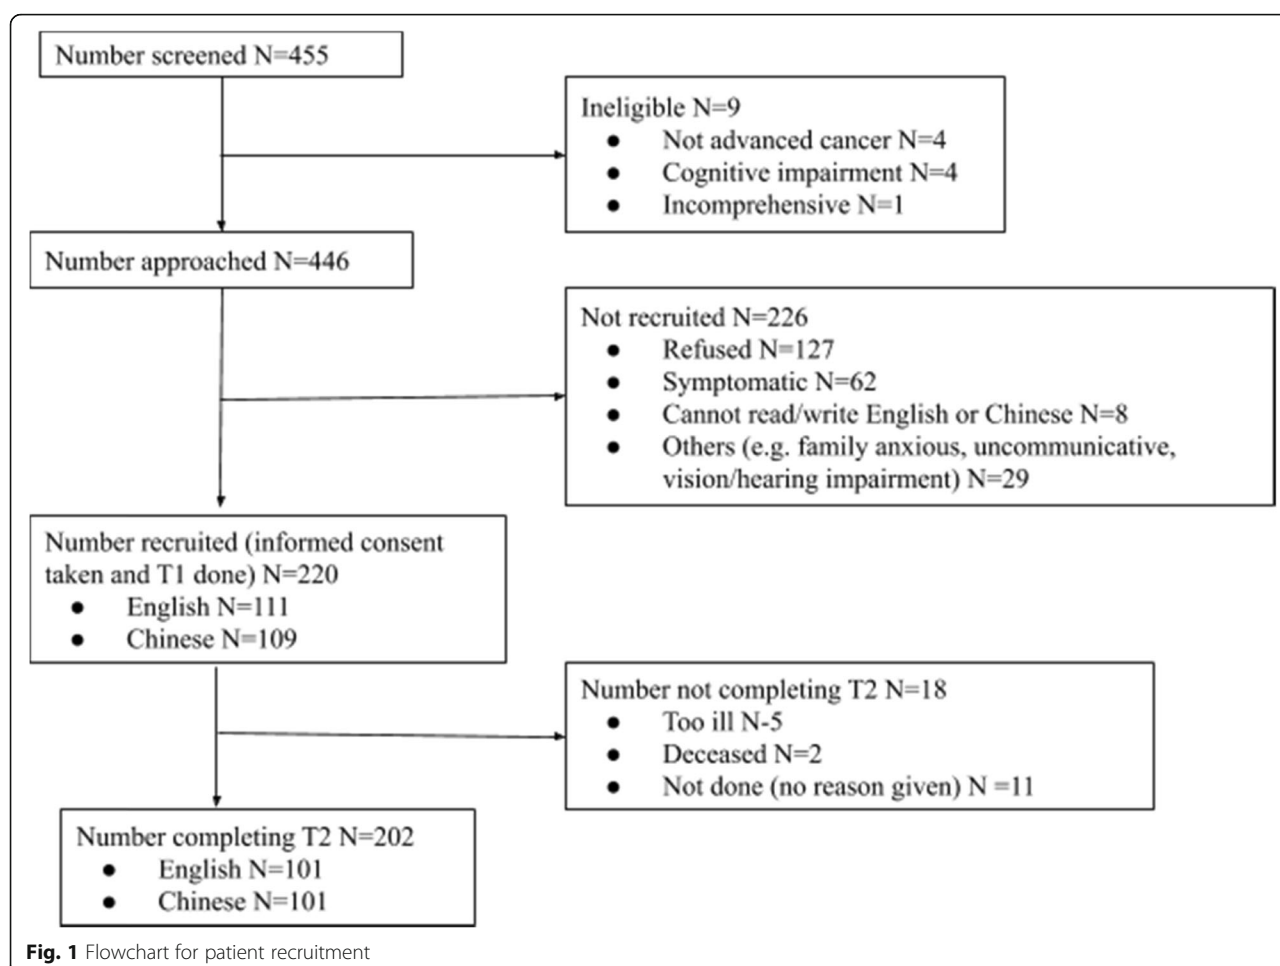 Number screened N=455
Ineligible N=9
● Not advanced cancer N=4
● Cognitive impairment N=4
● Incomprehensive N=1
Number approached N=446
Not recruited N=226
● Refused N=127
● Symptomatic N=62
● Cannot read/write English or Chinese N=8
● Others (e.g. family anxious, uncommunicative,
vision/hearing impairment) N=29
Number recruited (informed consent
taken and T1 done) N=220
● English N=111
● Chinese N=109
Number not completing T2 N=18
● Too ill N-5
● Deceased N=2
● Not done (no reason given) N =11
Number completing T2 N=202
● English N=101
● Chinese N=101
Fig. 1 Flowchart for patient recruitment